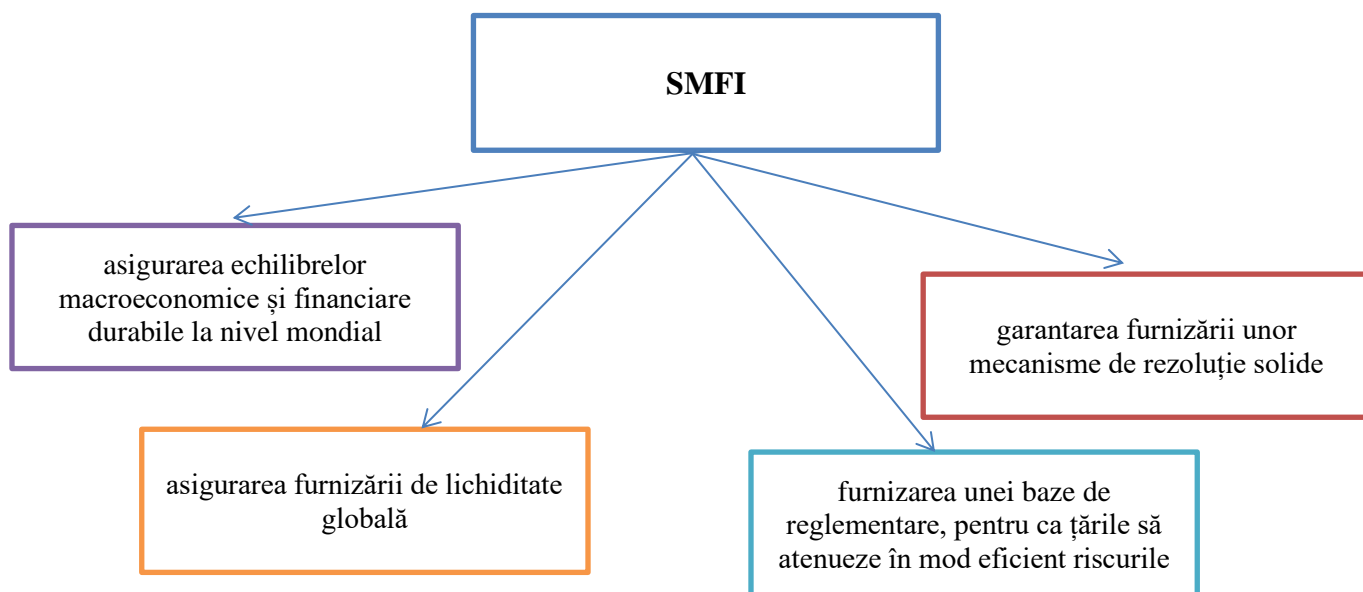 SMFI
asigurarea echilibrelor
macroeconomice și financiare
durabile la nivel mondial
garantarea furnizării unor
mecanisme de rezoluție solide
asigurarea furnizării de lichiditate
globală
furnizarea unei baze de
reglementare, pentru ca țările să
atenueze în mod eficient riscurile